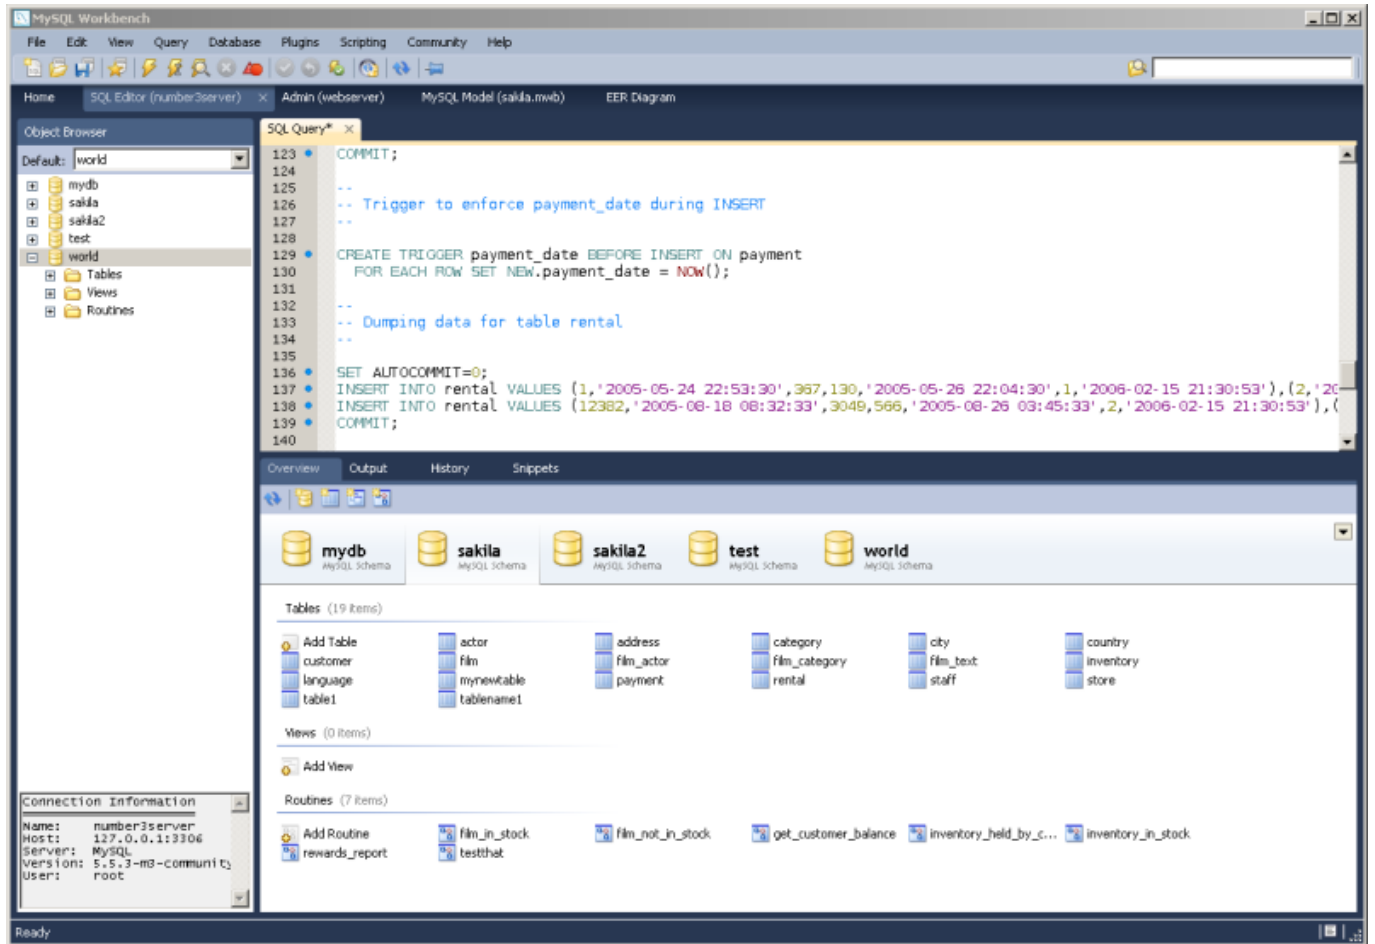 MySQL Workbench
File Edit View Query Database Plugins Scripting Community Help
Home SQL Editor (number3server) × Admin (webserver) MySQL Model (sakila.mwb) EER Diagram
Object Browser
Default: world
mydb
sakila
sakila2
test
world
Tables
Views
Routines
SQL Query* ×
123 COMMIT;
124
125 --
126 -- Trigger to enforce payment_date during INSERT
127 --
128
129 CREATE TRIGGER payment_date BEFORE INSERT ON payment
130 FOR EACH ROW SET NEW.payment_date = NOW();
131
132 --
133 -- Dumping data for table rental
134 --
135
136 SET AUTOCOMMIT=0;
137 INSERT INTO rental VALUES (1,'2005-05-24 22:53:30',367,130,'2005-05-26 22:04:30',1,'2006-02-15 21:30:53'),(2,'20
138 INSERT INTO rental VALUES (12382,'2005-08-18 08:32:33',3049,566,'2005-08-26 03:45:33',2,'2006-02-15 21:30:53'),(
139 COMMIT;
140
Overview Output History Snippets
mydb sakila sakila2 test world
MySQL Schema MySQL Schema MySQL Schema MySQL Schema MySQL Schema
Tables (19 items)
Add Table actor address category city country
customer film film_actor film_category film_text inventory
language mynewtable payment rental staff store
table1 tablename1
Views (0 items)
Add View
Routines (7 items)
Add Routine film_in_stock film_not_in_stock get_customer_balance inventory_held_by_c... inventory_in_stock
rewards_report testthat
Connection Information
Name: number3server
Host: 127.0.0.1:3306
Server: MySQL
Version: 5.5.3-m3-community
User: root
Ready